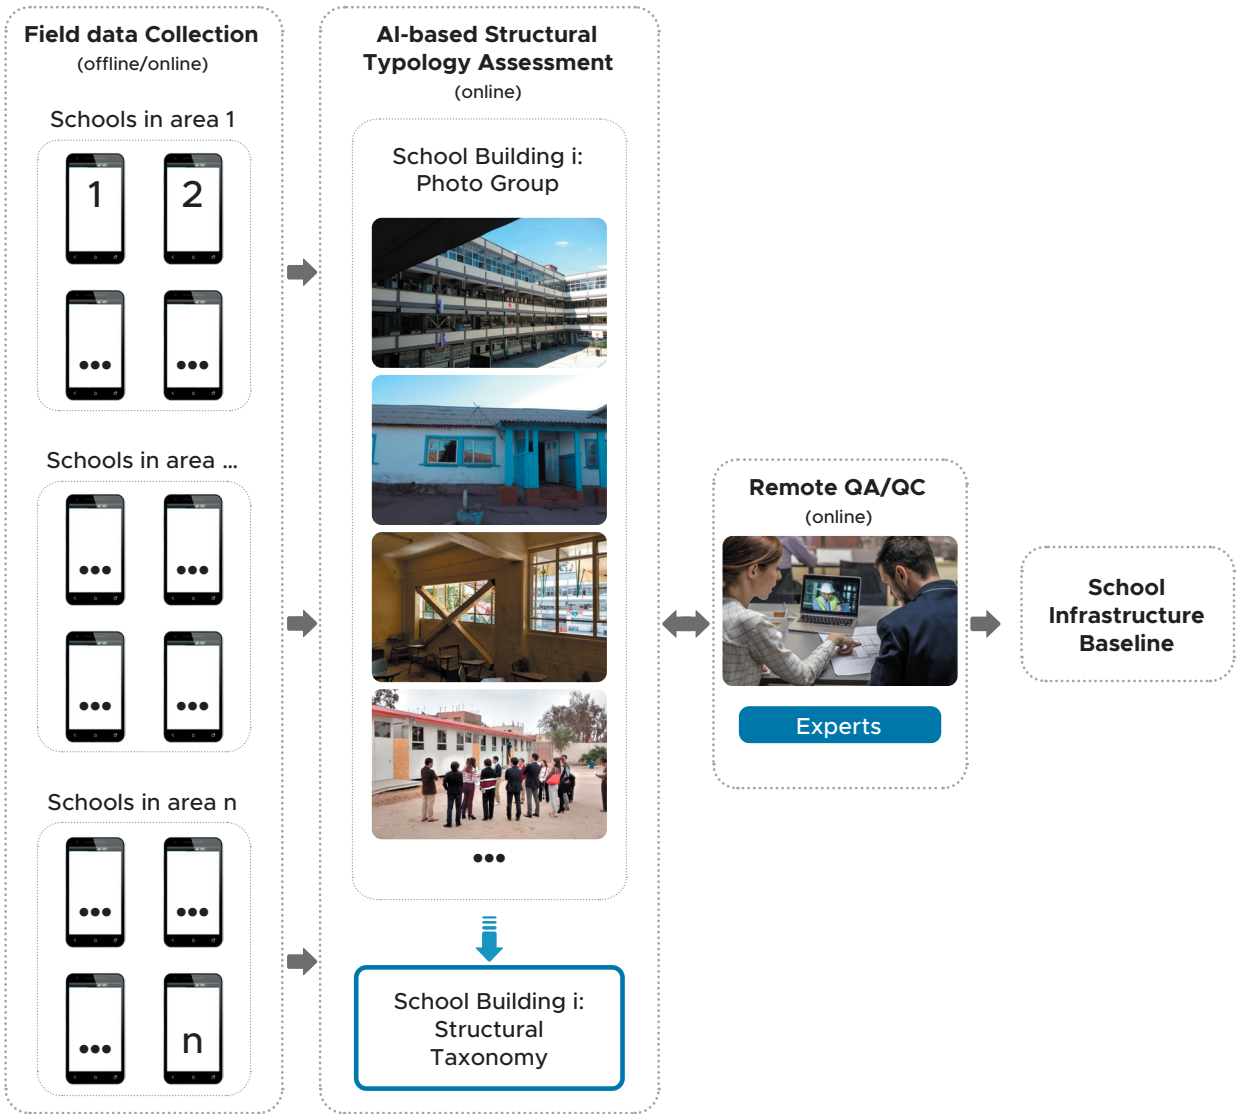 Field data Collection
(offline/online)
Schools in area 1
1
2
•••
•••
Schools in area ...
•••
•••
•••
•••
Schools in area n
•••
•••
•••
n
AI-based Structural
Typology Assessment
(online)
School Building i:
Photo Group
•••
School Building i:
Structural
Taxonomy
Remote QA/QC
(online)
Experts
School
Infrastructure
Baseline